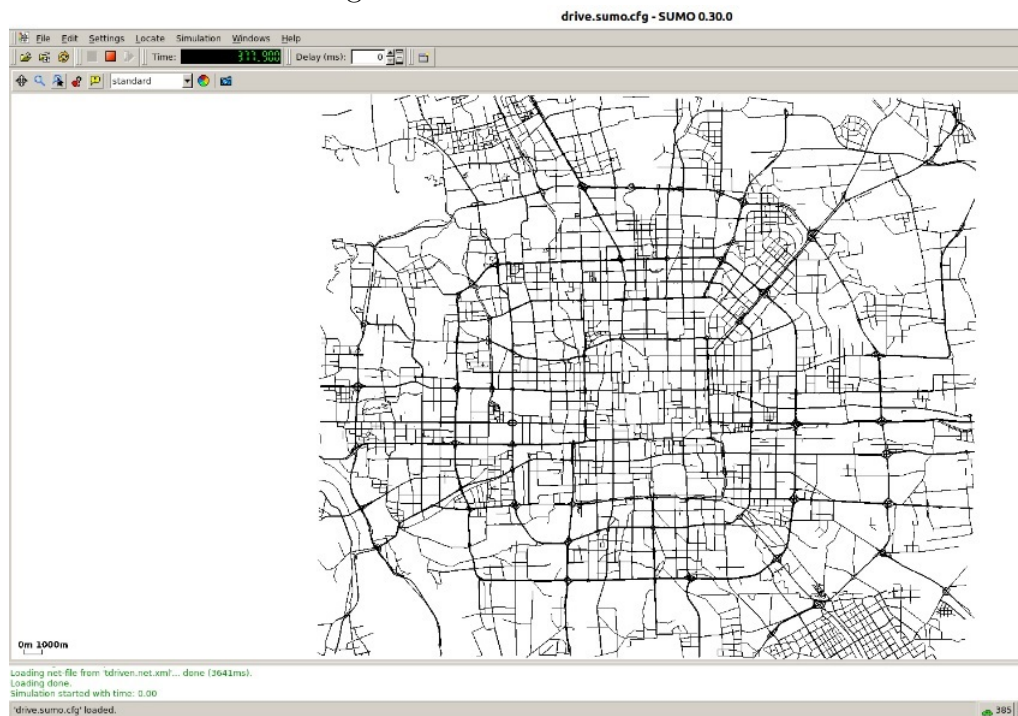 drive.sumo.cfg - SUMO 0.30.0
File Edit Settings Locate Simulation Windows Help
Time: 377.900 Delay (ms): 0
standard
0m 1000m
Loading net-file from 'tdriven.net.xml'... done (3641ms).
Loading done.
Simulation started with time: 0.00
'drive.sumo.cfg' loaded. 385